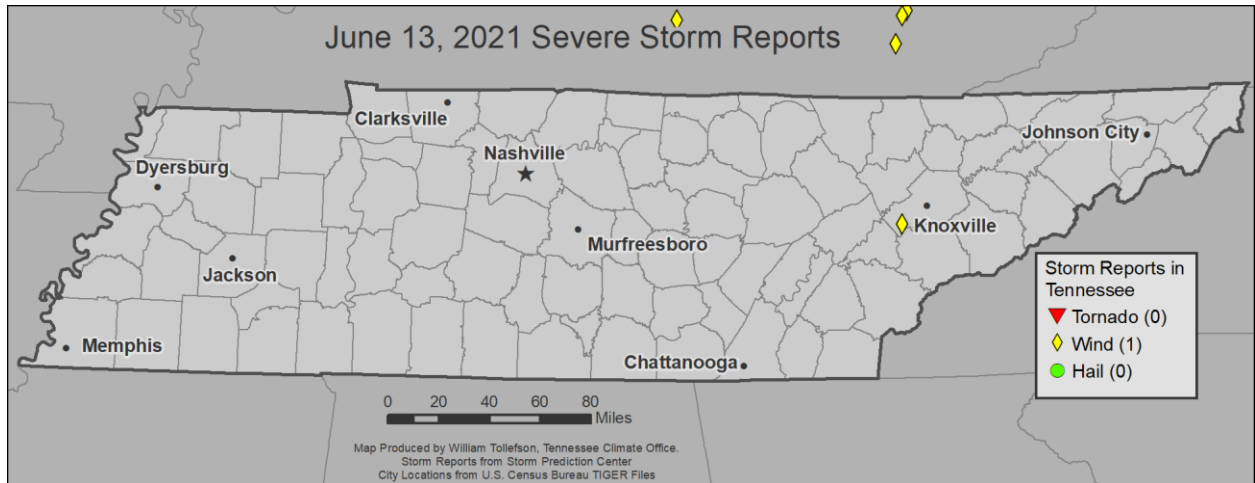 June 13, 2021 Severe Storm Reports
Clarksville
Johnson City
Nashville
Dyersburg
Knoxville
Murfreesboro
Jackson
Storm Reports in
Tennessee
Tornado (0)
Wind (1)
Hail (0)
Memphis
Chattanooga
0 20 40 60 80
Miles
Map Produced by William Tollefson, Tennessee Climate Office.
Storm Reports from Storm Prediction Center
City Locations from U.S. Census Bureau TIGER Files